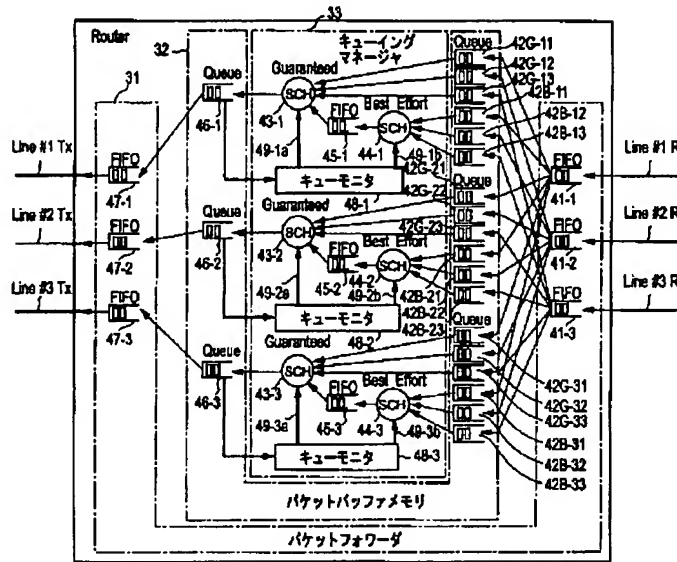 Router
31
32
33
キューイング
マネージャ
Queue
42G-11
42G-12
42G-13
42B-11
42B-12
42B-13
Queue
46-1
Guaranteed
SCH
43-1
Best Effort
FIFO
45-1
SCH
44-1
49-1a
49-1b
キューモニタ
48-1
42G-21
42G-22
42G-23
Queue
Line #1 Tx
FIFO
47-1
Line #2 Tx
FIFO
47-2
Line #3 Tx
FIFO
47-3
FIFO
41-1
Line #1 R
FIFO
41-2
Line #2 R
FIFO
41-3
Line #3 R
Queue
46-2
Guaranteed
SCH
43-2
Best Effort
FIFO
45-2
SCH
44-2
49-2a
49-2b
キューモニタ
48-2
42B-21
42B-22
42B-23
Queue
Queue
46-3
Guaranteed
SCH
43-3
Best Effort
FIFO
45-3
SCH
44-3
49-3a
49-3b
キューモニタ
48-3
42G-31
42G-32
42G-33
42B-31
42B-32
42B-33
パケットバッファメモリ
パケットフォワーダ